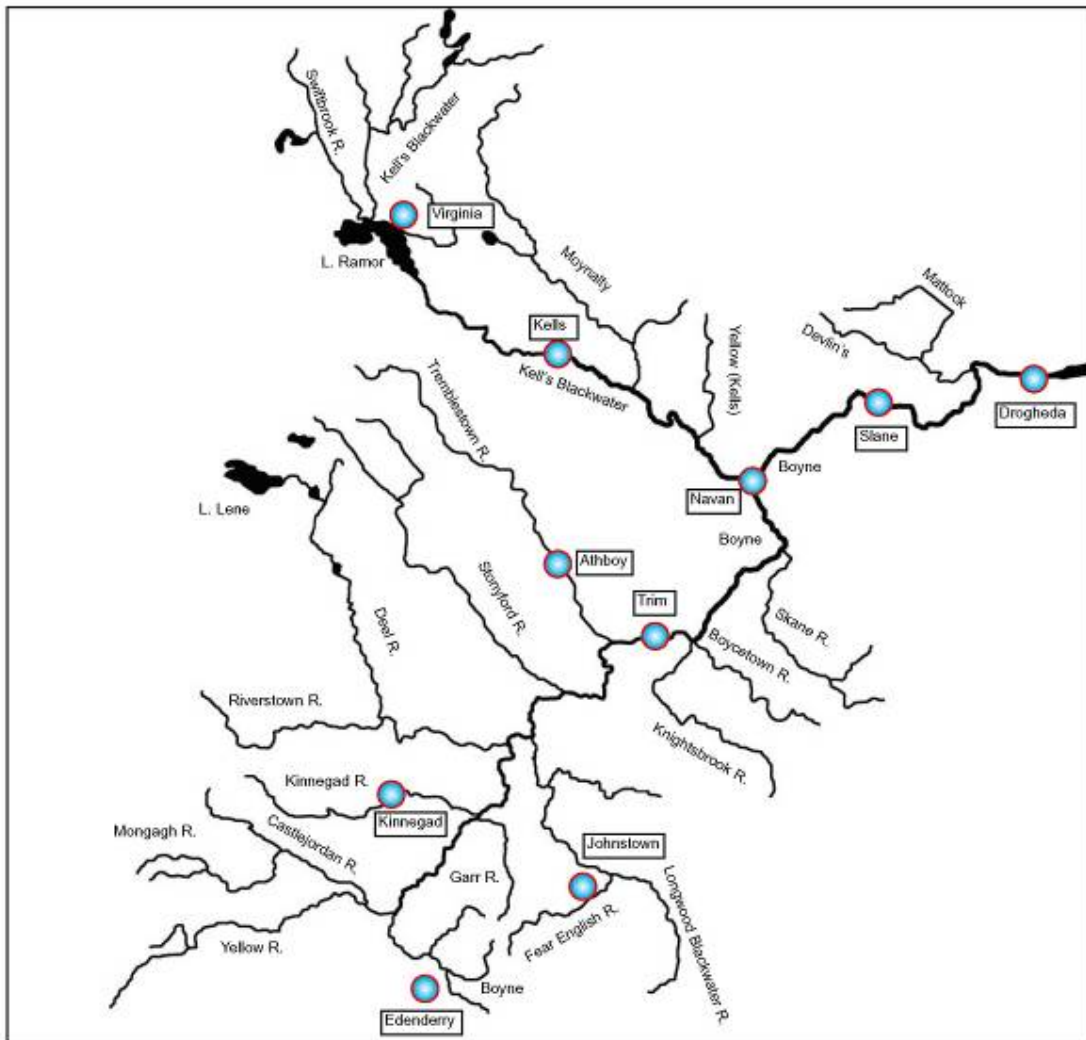 Swiftbrook R.
Kell's Blackwater
Virginia
L. Ramor
Moynalty
Mattock
Kells
Yellow (Kells)
Devlin's
Kell's Blackwater
Drogheda
Tremblestown R.
Slane
Boyne
Navan
L. Lene
Boyne
Athboy
Stonyford R.
Trim
Deel R.
Skane R.
Boycetown R.
Riverstown R.
Knightsbrook R.
Kinnegad R.
Kinnegad
Mongagh R.
Castlejordan R.
Johnstown
Garr R.
Longwood Blackwater R.
Fear English R.
Yellow R.
Boyne
Edenderry